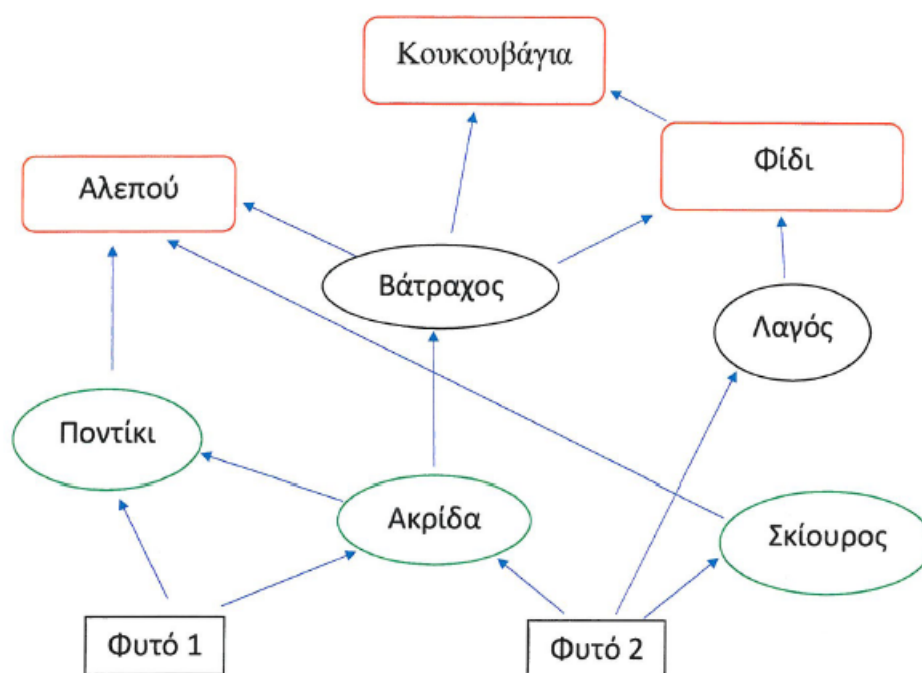 Κουκουβάγια
Φίδι
Αλεπού
Βάτραχος
Λαγός
Ποντίκι
Ακρίδα
Σκίουρος
Φυτό 1
Φυτό 2